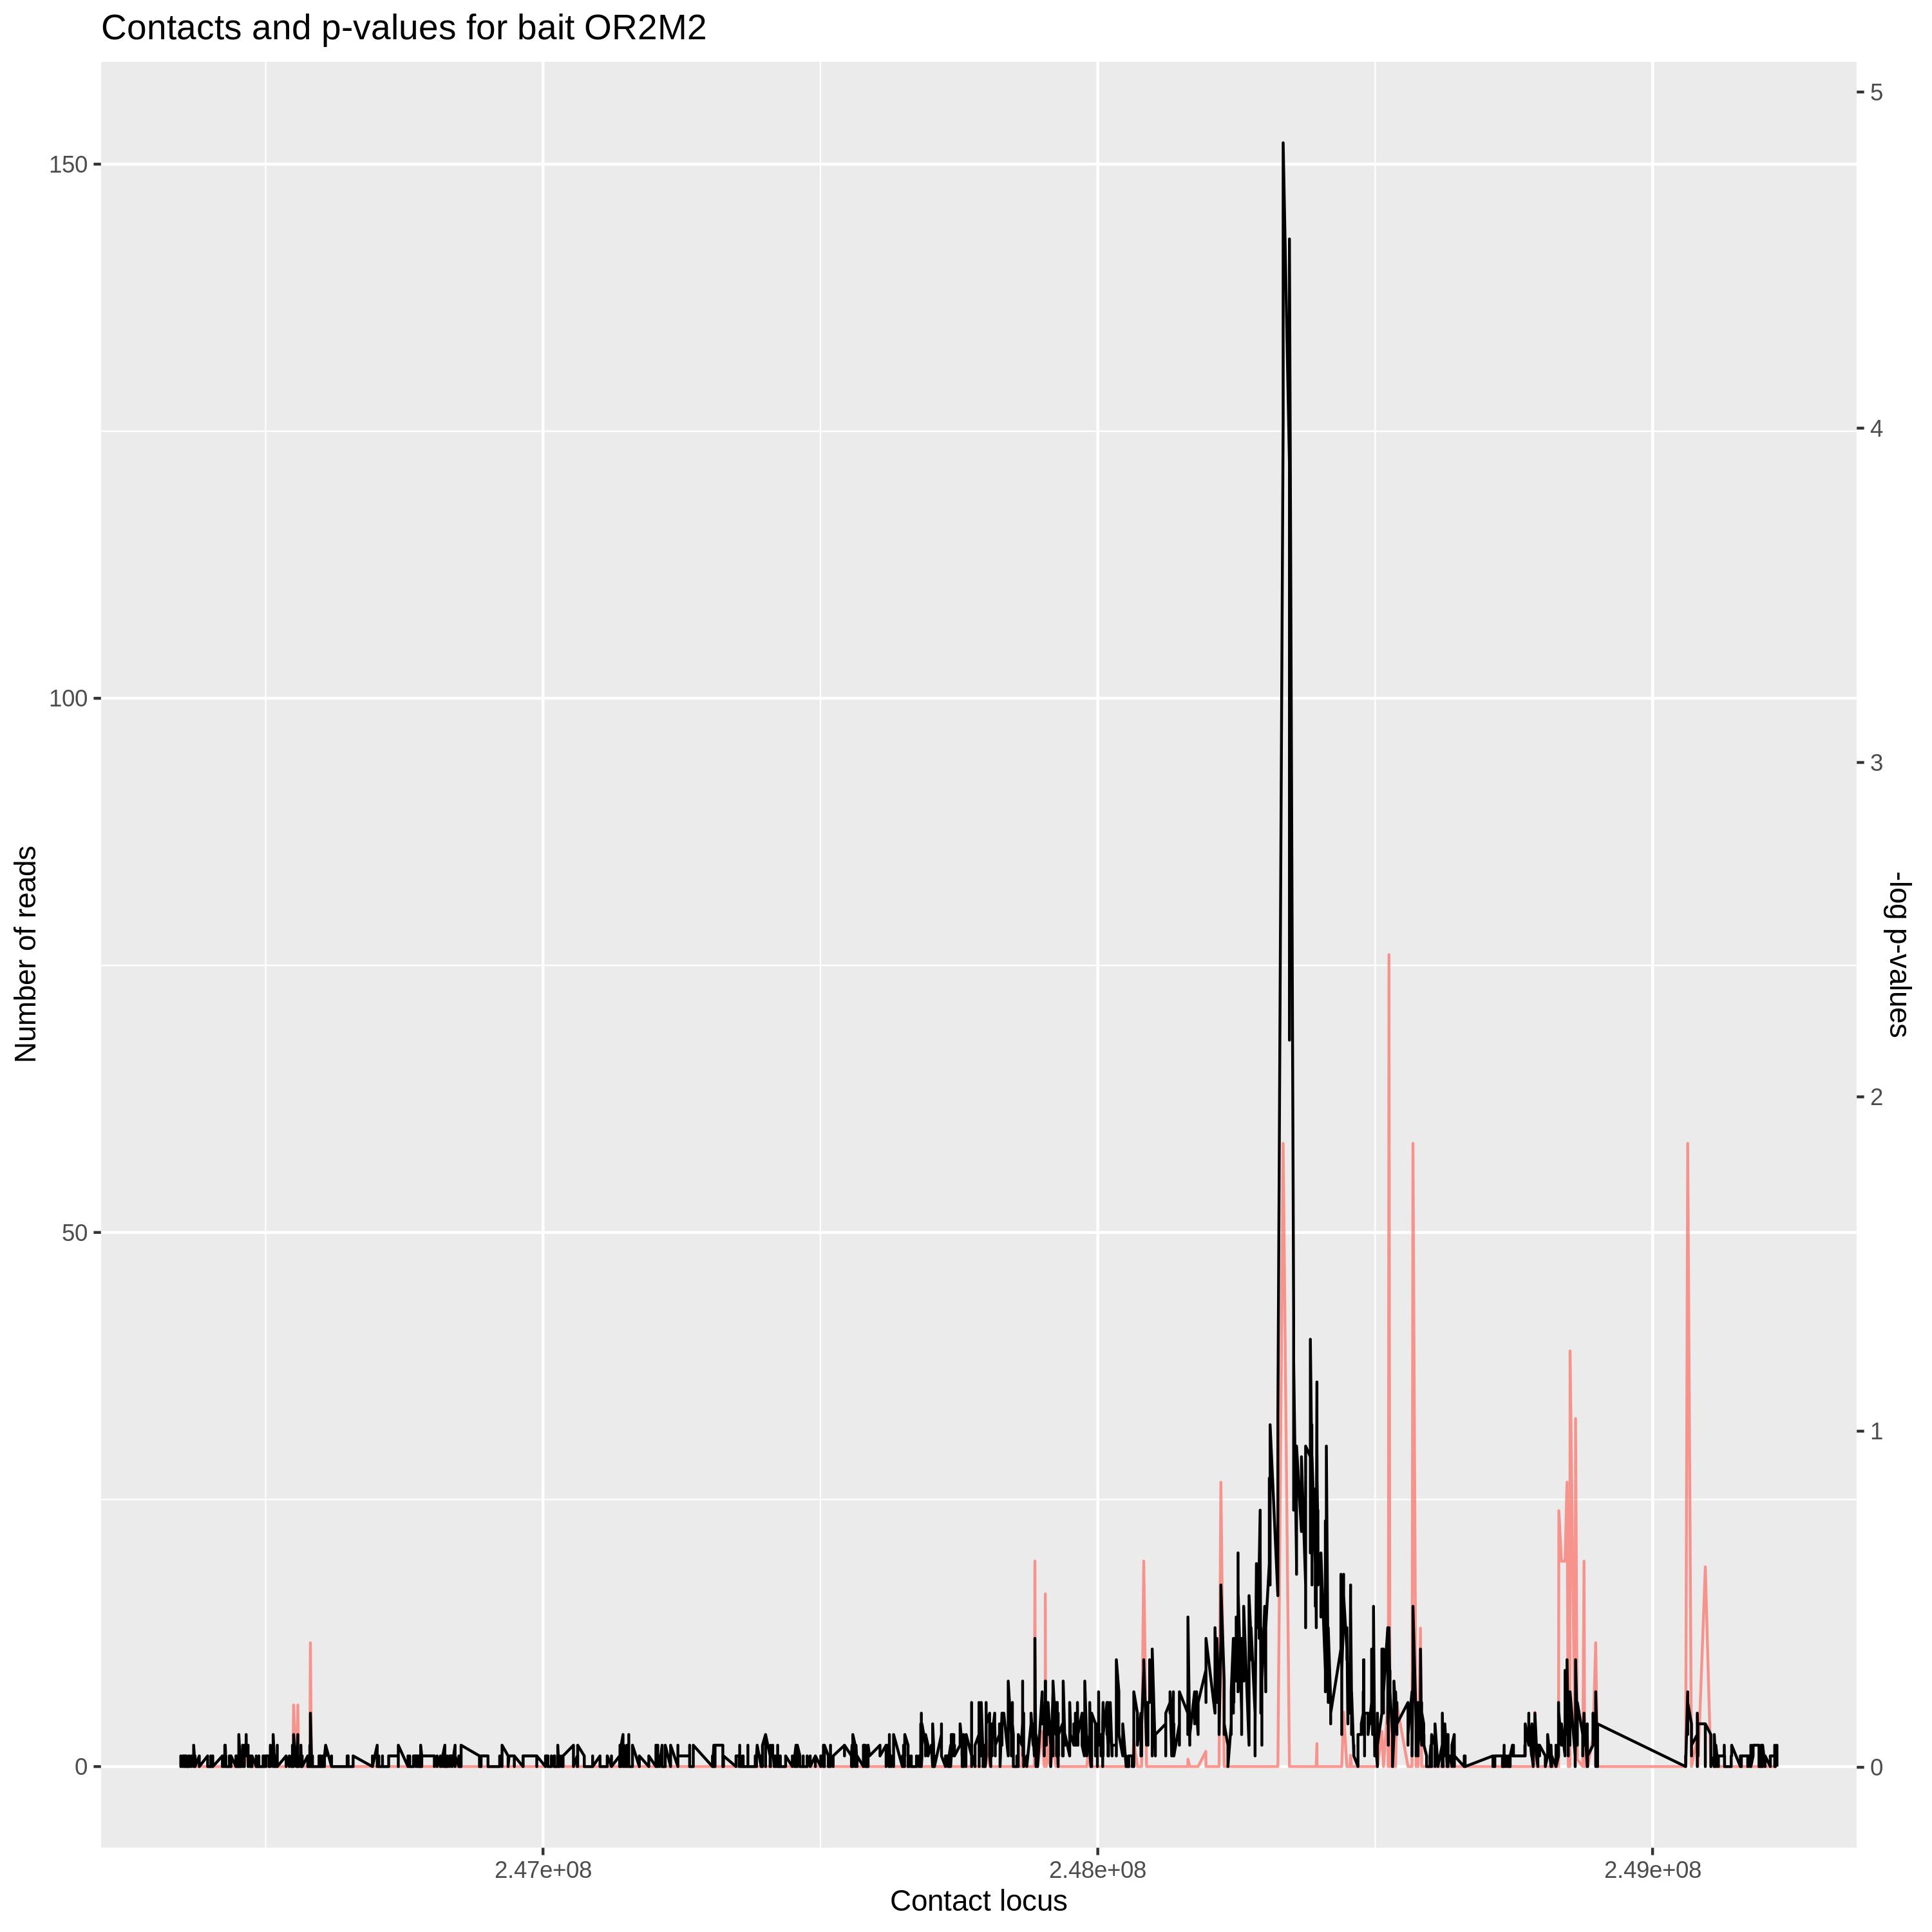 Contacts and p-values for bait OR2M2
150
100
50
0
Number of reads
5
4
3
2
1
0
-log p-values
2.47e+08
2.48e+08
2.49e+08
Contact locus